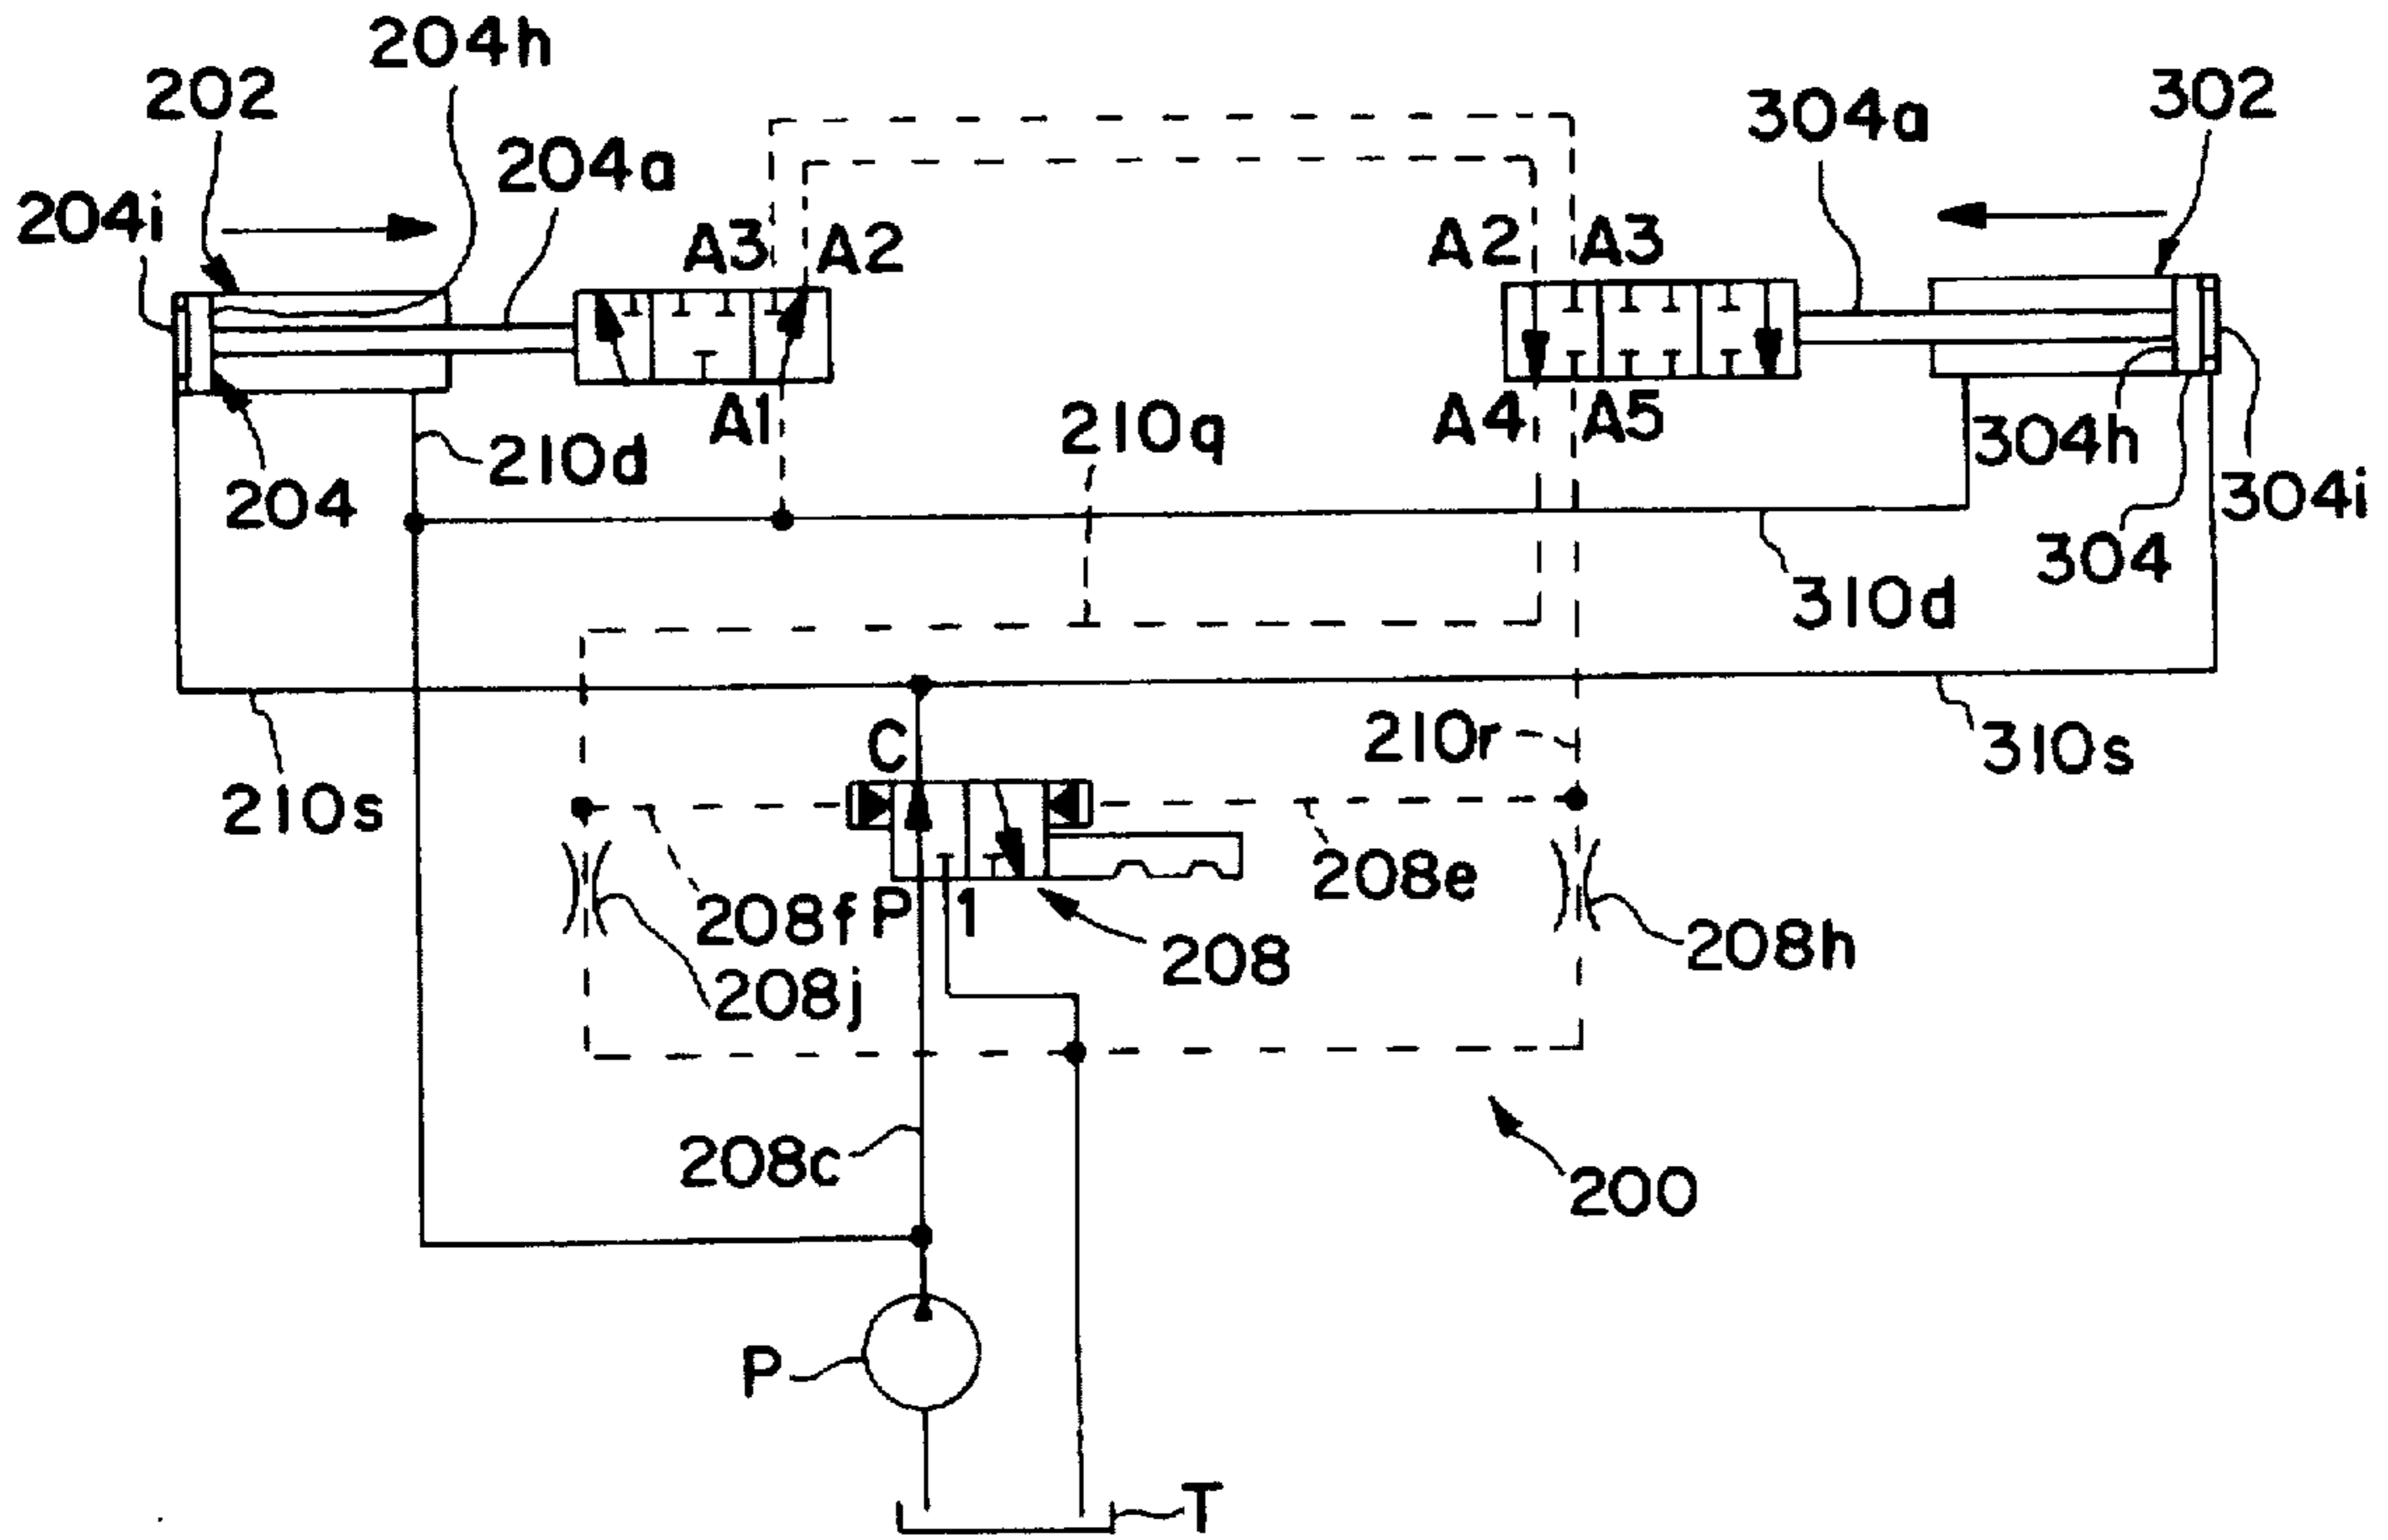 204h
202
302
304a
204a
204i
A3 A2
A2 A3
A1
A4 A5
210q
304h
210d
204
304i
304
310d
C
210r
310s
210s
208e
208f P 1
208h
208
208j
208c
200
P
T